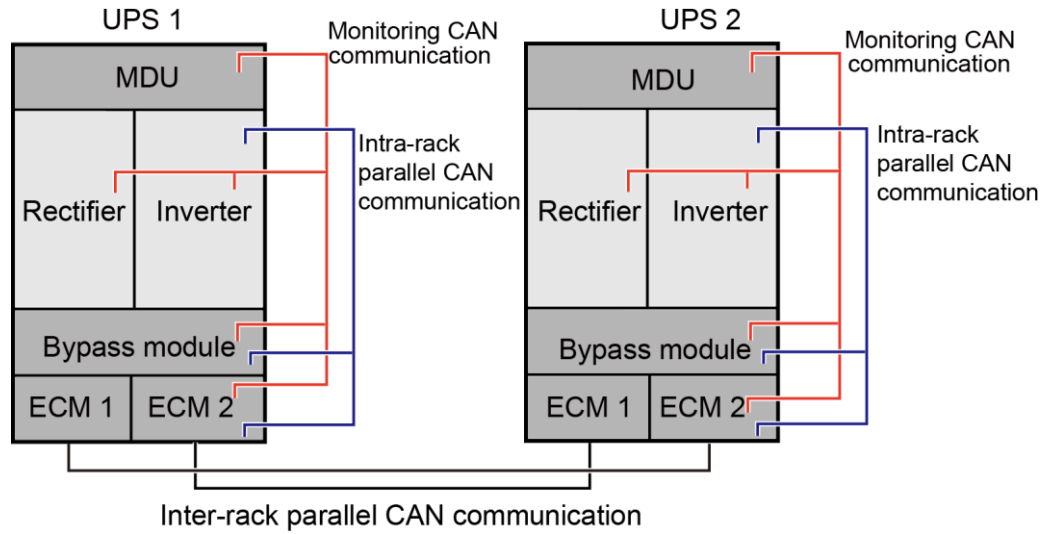 UPS 1
Monitoring CAN
communication
MDU
Intra-rack
parallel CAN
communication
Rectifier
Inverter
Bypass module
ECM 1
ECM 2
UPS 2
Monitoring CAN
communication
MDU
Intra-rack
parallel CAN
communication
Rectifier
Inverter
Bypass module
ECM 1
ECM 2
Inter-rack parallel CAN communication